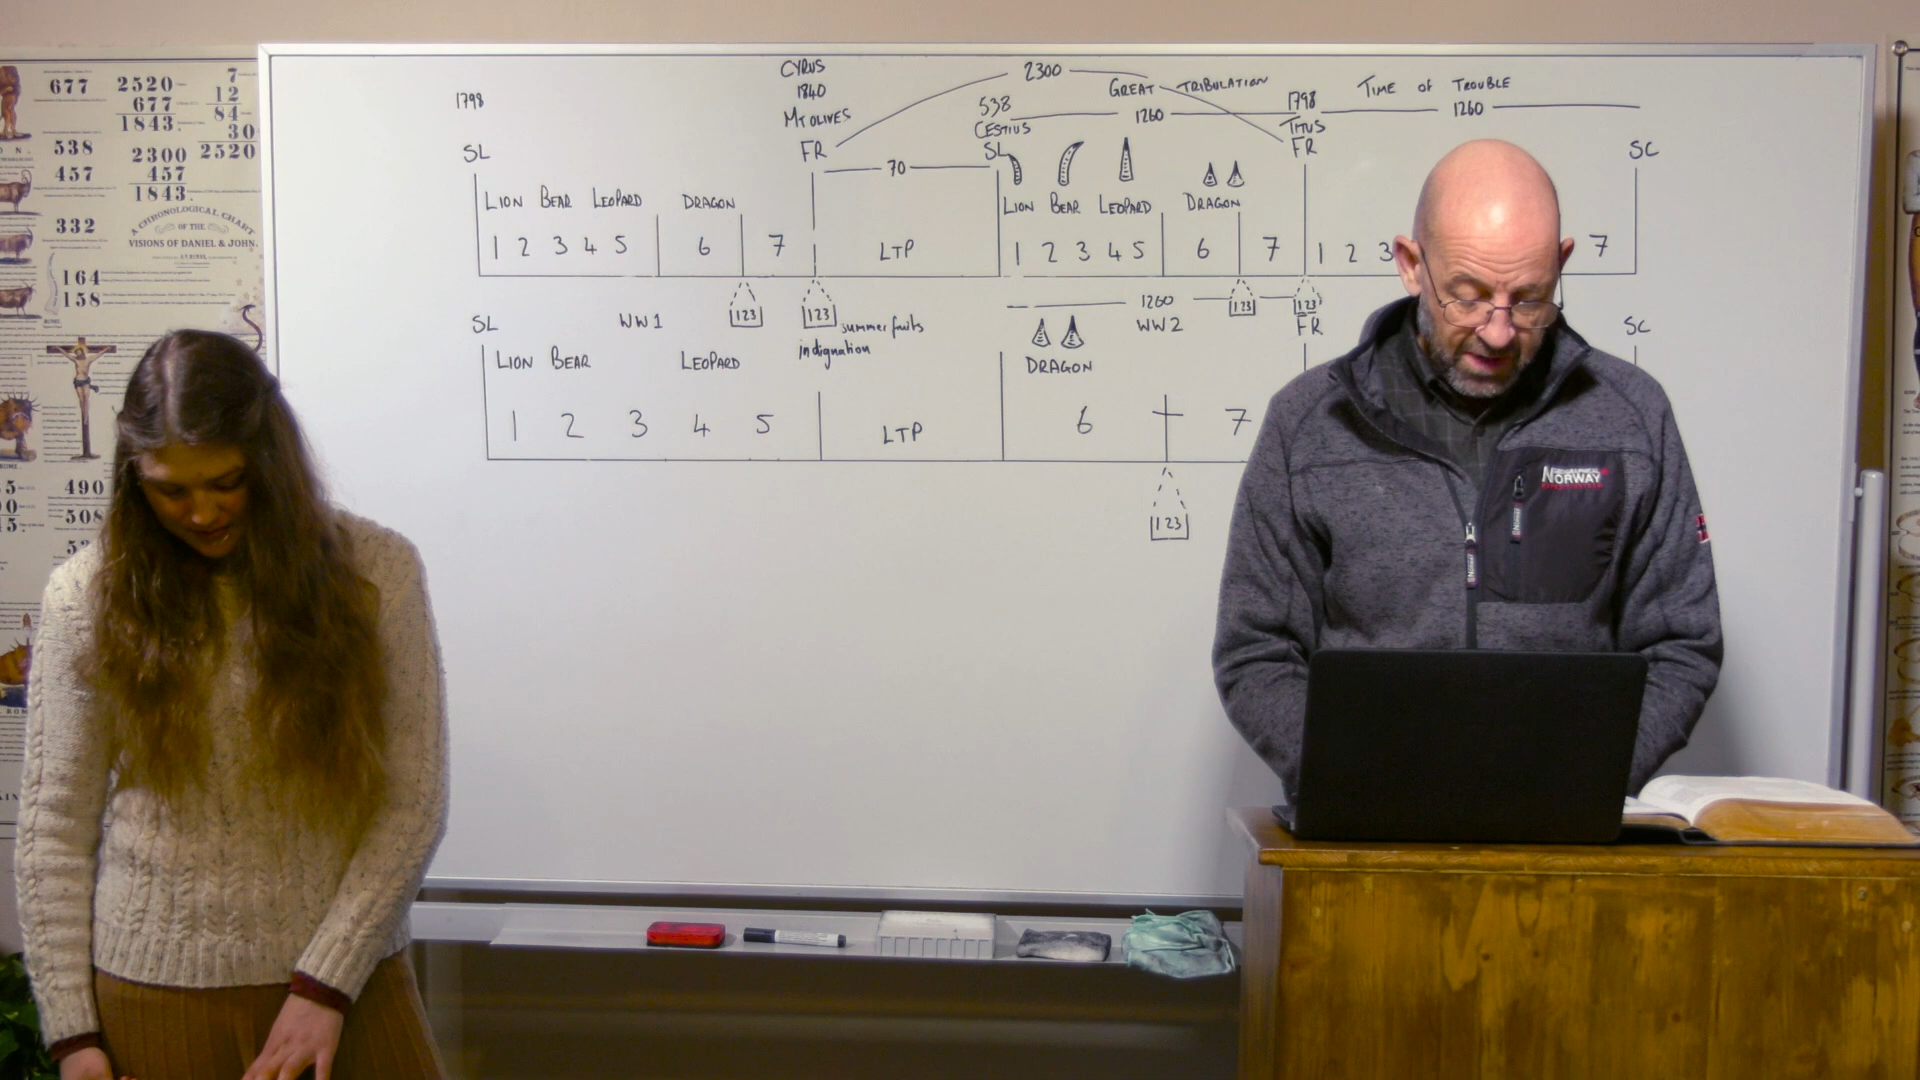 677
2520
677
1843.
7
12
84
30
2520
538
457
2300
457
1843.
332
A CHRONOLOGICAL CHART
OF THE
VISIONS OF DANIEL & JOHN.
164
158
490
508
1798
CYRUS
1840
MT OLIVES
2300
538
CESTIUS
GREAT TRIBULATION
1260
1798
TITUS
TIME OF TROUBLE
1260
SL
FR
70
SL
FR
SC
LION BEAR LEOPARD DRAGON
LION BEAR LEOPARD DRAGON
1 2 3 4 5 6 7 LTP 1 2 3 4 5 6 7 1 2 3 7
123
123
summer fruits
indignation
1260
123
123
SL
WW1
WW2
FR
SC
LION BEAR LEOPARD
DRAGON
1 2 3 4 5 LTP 6 7
123
GEOGRAPHICAL
NORWAY